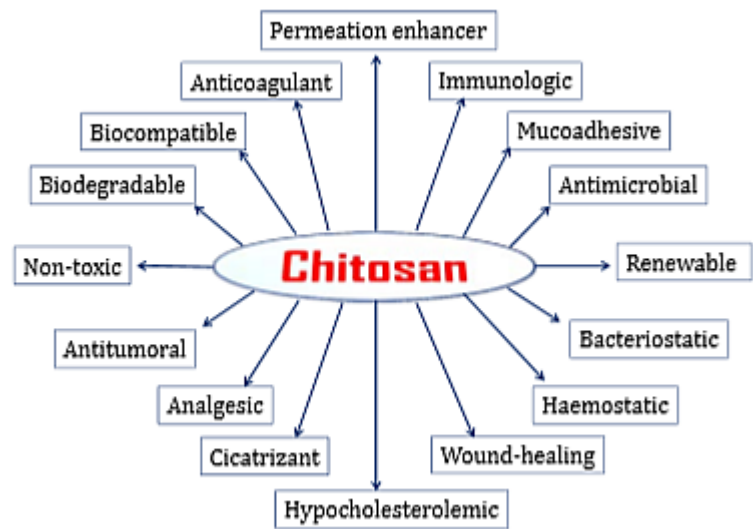 Permeation enhancer
Anticoagulant
Immunologic
Biocompatible
Mucoadhesive
Biodegradable
Antimicrobial
Chitosan
Non-toxic
Renewable
Antitumoral
Bacteriostatic
Analgesic
Haemostatic
Cicatrizant
Wound-healing
Hypocholesterolemic